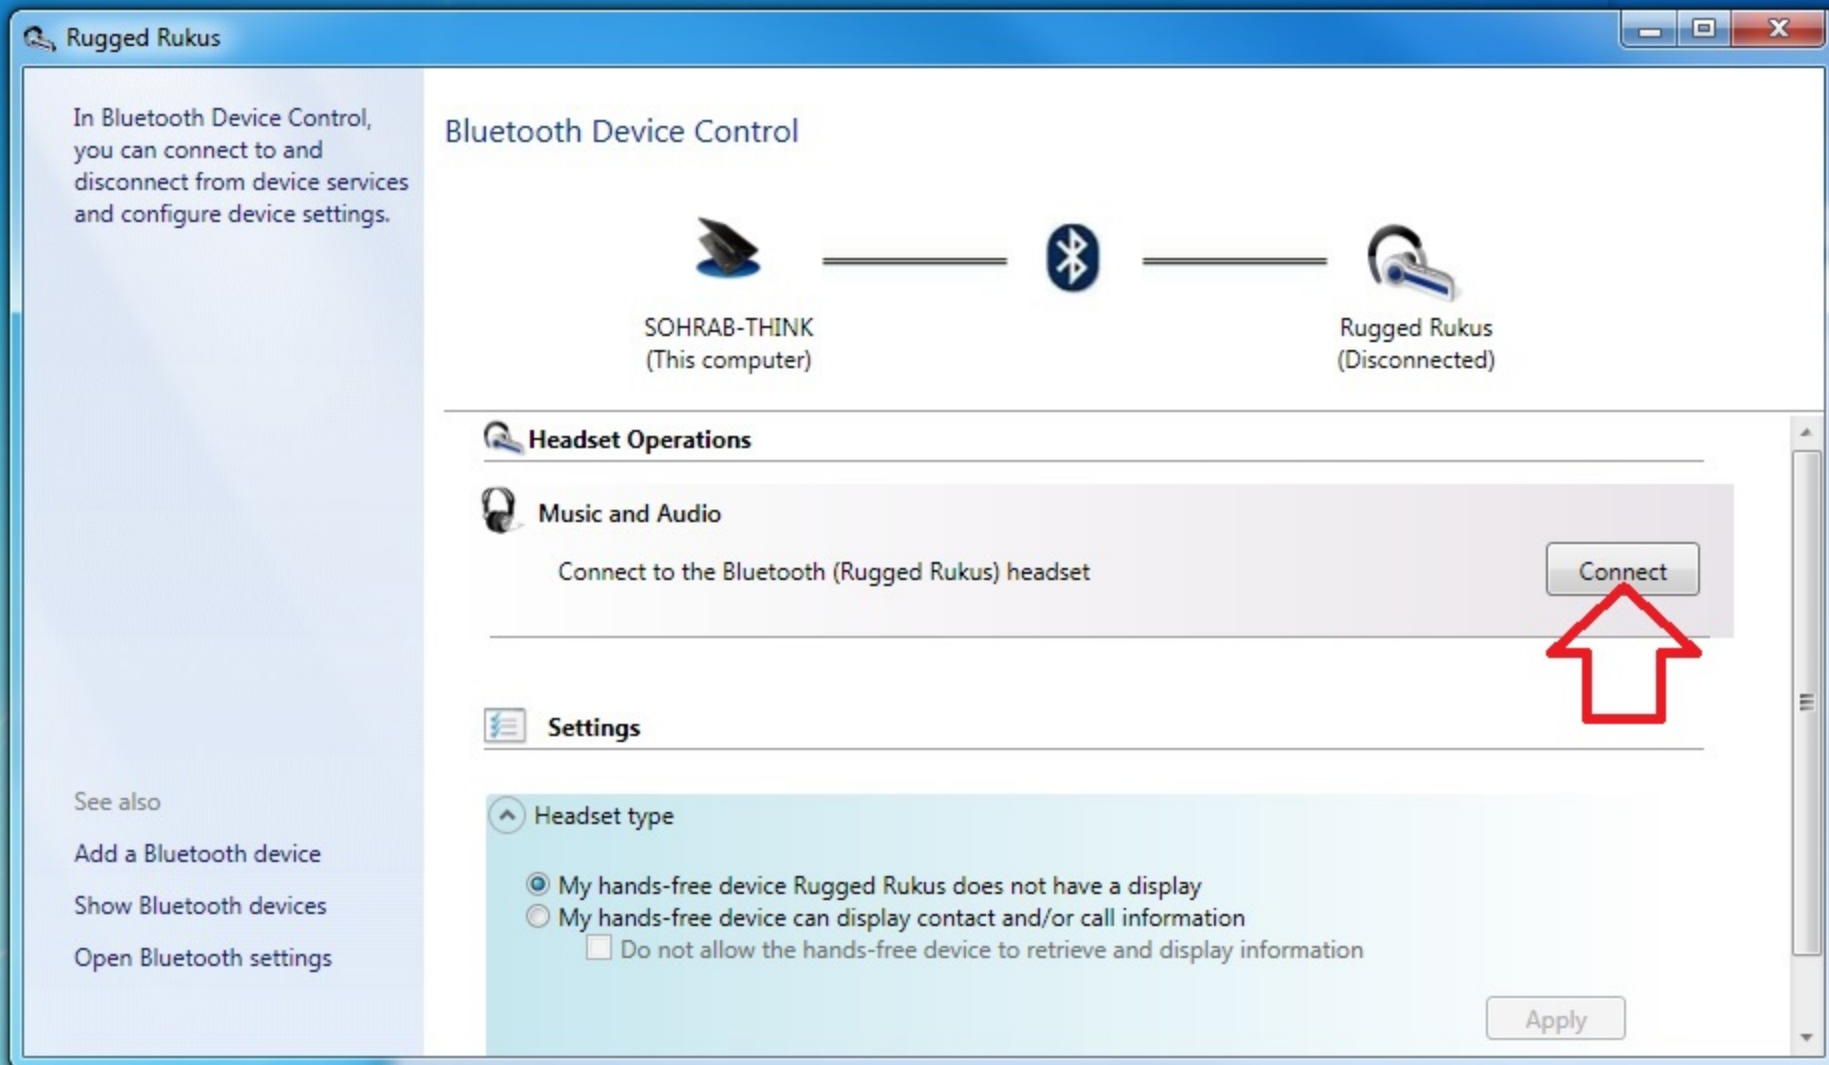 Rugged Rukus
In Bluetooth Device Control,
you can connect to and
disconnect from device services
and configure device settings.
See also
Add a Bluetooth device
Show Bluetooth devices
Open Bluetooth settings
Bluetooth Device Control
SOHRAB-THINK
(This computer)
Rugged Rukus
(Disconnected)
Headset Operations
Music and Audio
Connect to the Bluetooth (Rugged Rukus) headset
Connect
Settings
Headset type
My hands-free device Rugged Rukus does not have a display
My hands-free device can display contact and/or call information
Do not allow the hands-free device to retrieve and display information
Apply